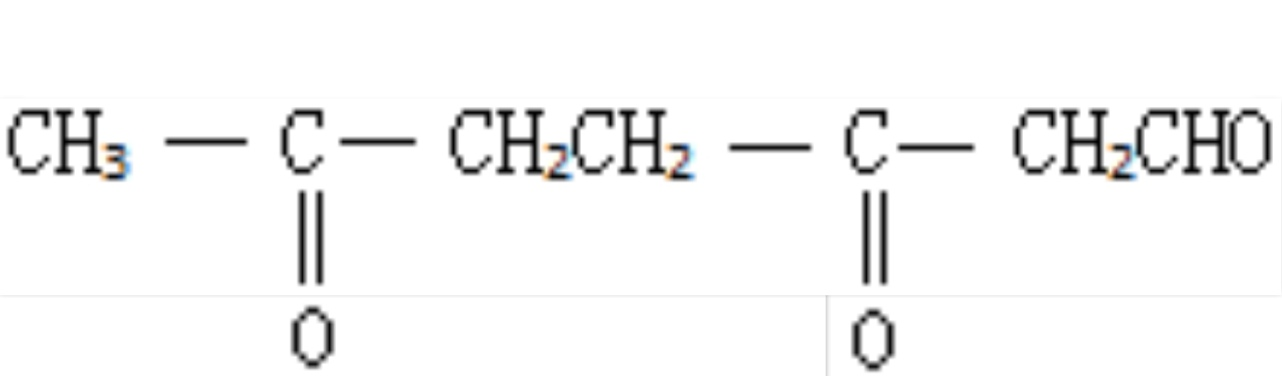 CH₃ — C — CH₂CH₂ — C — CH₂CHO
O O